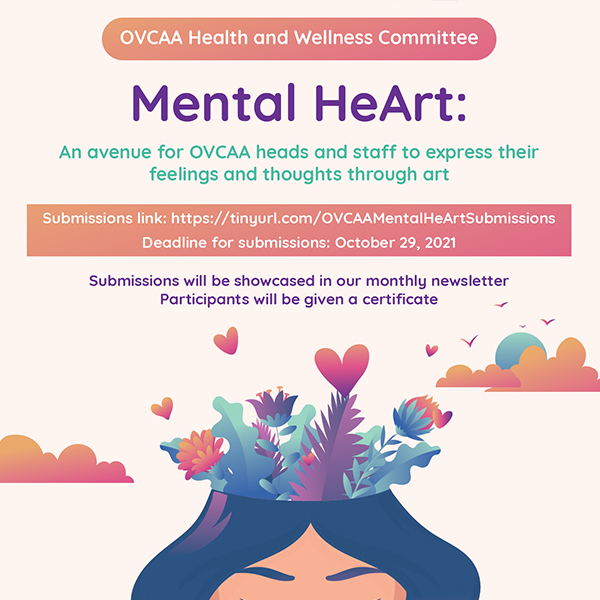 OVCAA Health and Wellness Committee
Mental HeArt:
An avenue for OVCAA heads and staff to express their
feelings and thoughts through art
Submissions link: https://tinyurl.com/OVCAAMentalHeArtSubmissions
Deadline for submissions: October 29, 2021
Submissions will be showcased in our monthly newsletter
Participants will be given a certificate